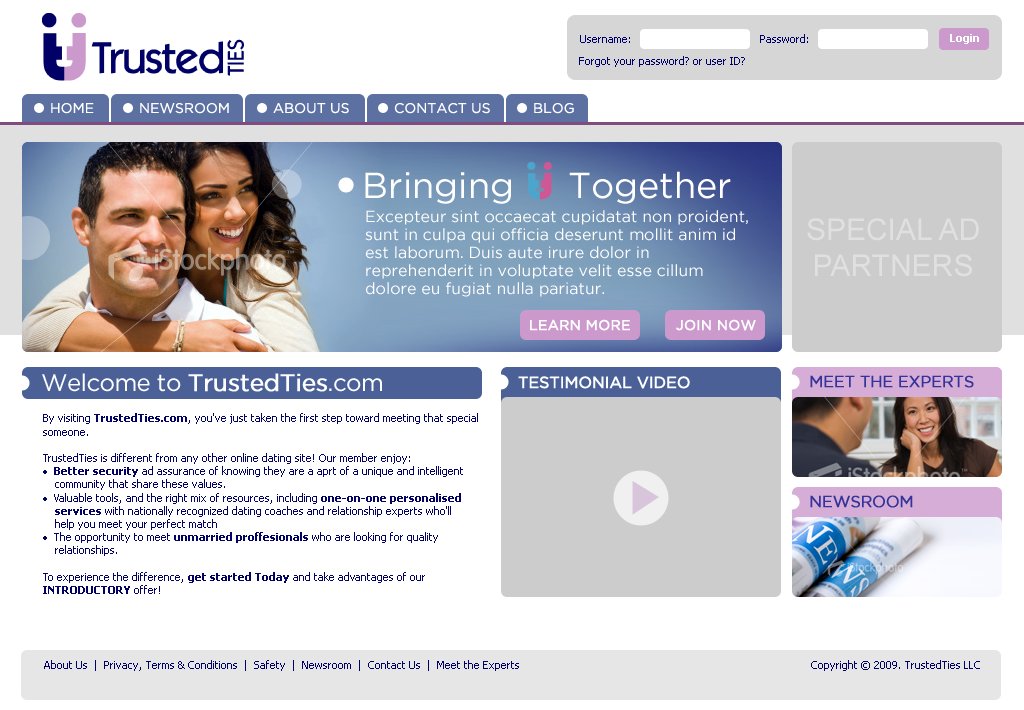 Trusted TIES
Username: Password: Login
Forgot your password? or user ID?
HOME NEWSROOM ABOUT US CONTACT US BLOG
Bringing Together
Excepteur sint occaecat cupidatat non proident,
sunt in culpa qui officia deserunt mollit anim id
est laborum. Duis aute irure dolor in
reprehenderit in voluptate velit esse cillum
dolore eu fugiat nulla pariatur.
LEARN MORE JOIN NOW
iStockphoto
SPECIAL AD
PARTNERS
Welcome to TrustedTies.com
By visiting TrustedTies.com, you've just taken the first step toward meeting that special
someone.
TrustedTies is different from any other online dating site! Our member enjoy:
• Better security ad assurance of knowing they are a aprt of a unique and intelligent
community that share these values.
• Valuable tools, and the right mix of resources, including one-on-one personalised
services with nationally recognized dating coaches and relationship experts who'll
help you meet your perfect match
• The opportunity to meet unmarried proffesionals who are looking for quality
relationships.
To experience the difference, get started Today and take advantages of our
INTRODUCTORY offer!
TESTIMONIAL VIDEO
MEET THE EXPERTS
iStockphoto
NEWSROOM
NEWS
NEWS
iStockphoto
About Us | Privacy, Terms & Conditions | Safety | Newsroom | Contact Us | Meet the Experts
Copyright © 2009. TrustedTies LLC